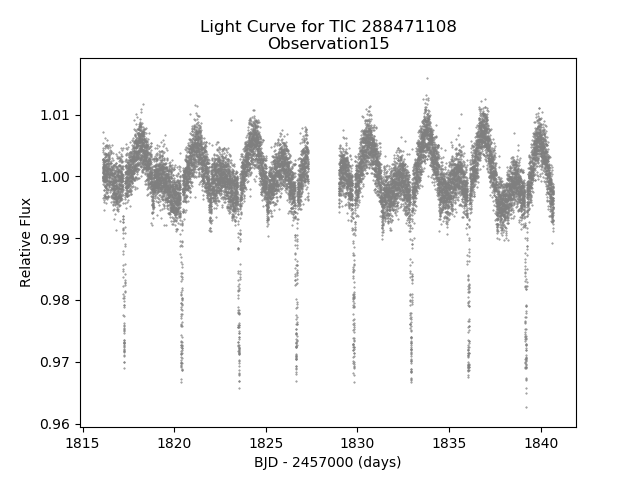 Light Curve for TIC 288471108
Observation15
1.01
1.00
0.99
0.98
0.97
0.96
Relative Flux
1815 1820 1825 1830 1835 1840
BJD - 2457000 (days)